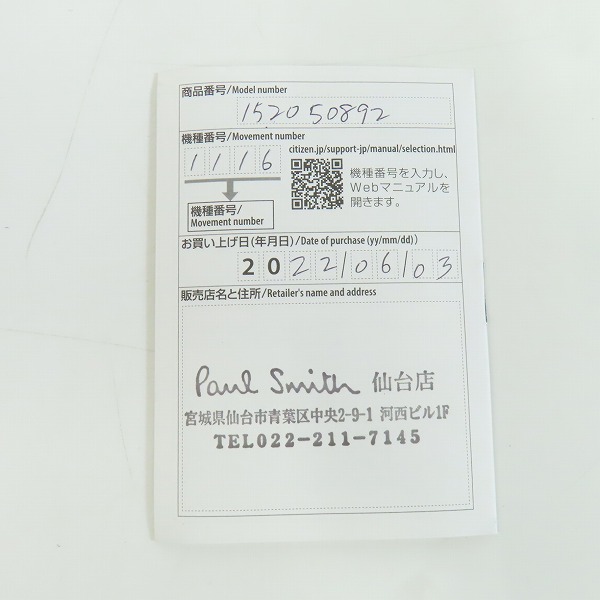 商品番号/Model number
152050892
機種番号/Movement number
1116
citizen.jp/support-jp/manual/selection.html
機種番号を入力し、
Webマニュアルを
開きます。
機種番号/
Movement number
お買い上げ日(年月日)/Date of purchase (yy/mm/dd))
2022/06/03
販売店名と住所/Retailer's name and address
Paul Smith 仙台店
宮城県仙台市青葉区中央2-9-1 河西ビル1F
TEL022-211-7145